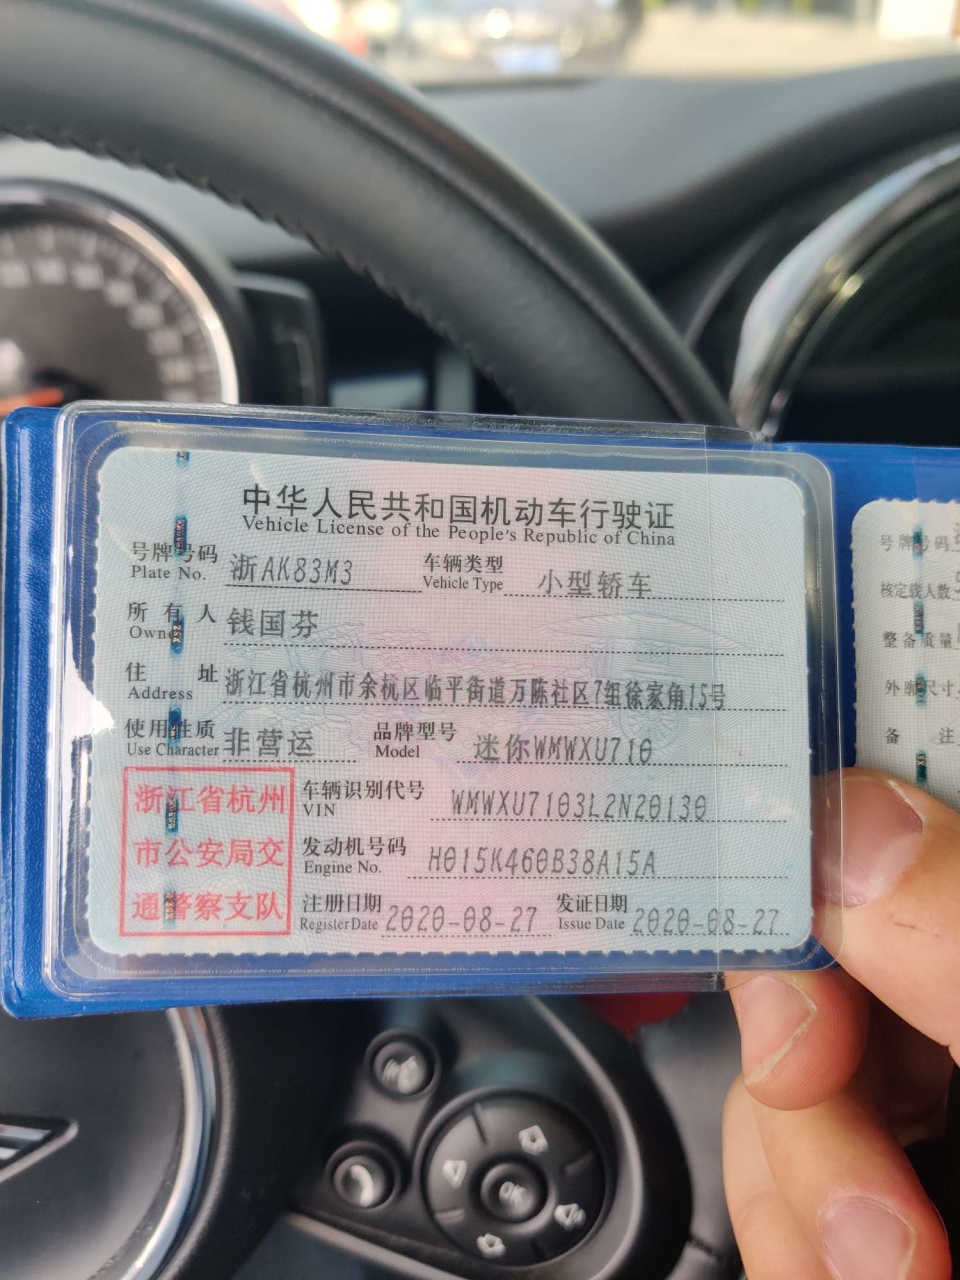 中华人民共和国机动车行驶证
Vehicle License of the People's Republic of China
号牌号码 浙AK83M3 车辆类型 小型轿车
Plate No. Vehicle Type
所有人 钱国芬
Owner
住址 浙江省杭州市余杭区临平街道万陈社区7组徐家角15号
Address
使用性质 非营运 品牌型号 迷你WMWXU710
Use Character Model
浙江省杭州
市公安局交
通警察支队
车辆识别代号 WMWXU7103L2N20130
VIN
发动机号码 H015K460B38A15A
Engine No.
注册日期 2020-08-27 发证日期 2020-08-27
Register Date Issue Date
号牌号码
核定载人数
整备质量
外廓尺寸
备注
OK